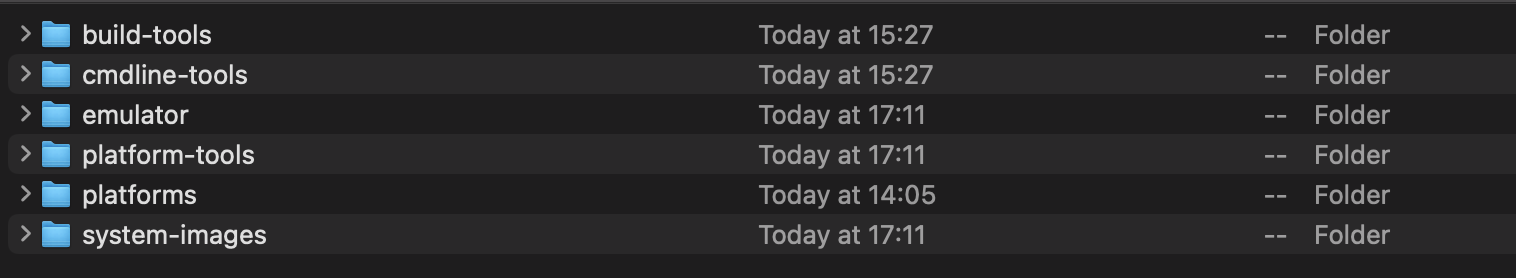 build-tools Today at 15:27 -- Folder
cmdline-tools Today at 15:27 -- Folder
emulator Today at 17:11 -- Folder
platform-tools Today at 17:11 -- Folder
platforms Today at 14:05 -- Folder
system-images Today at 17:11 -- Folder